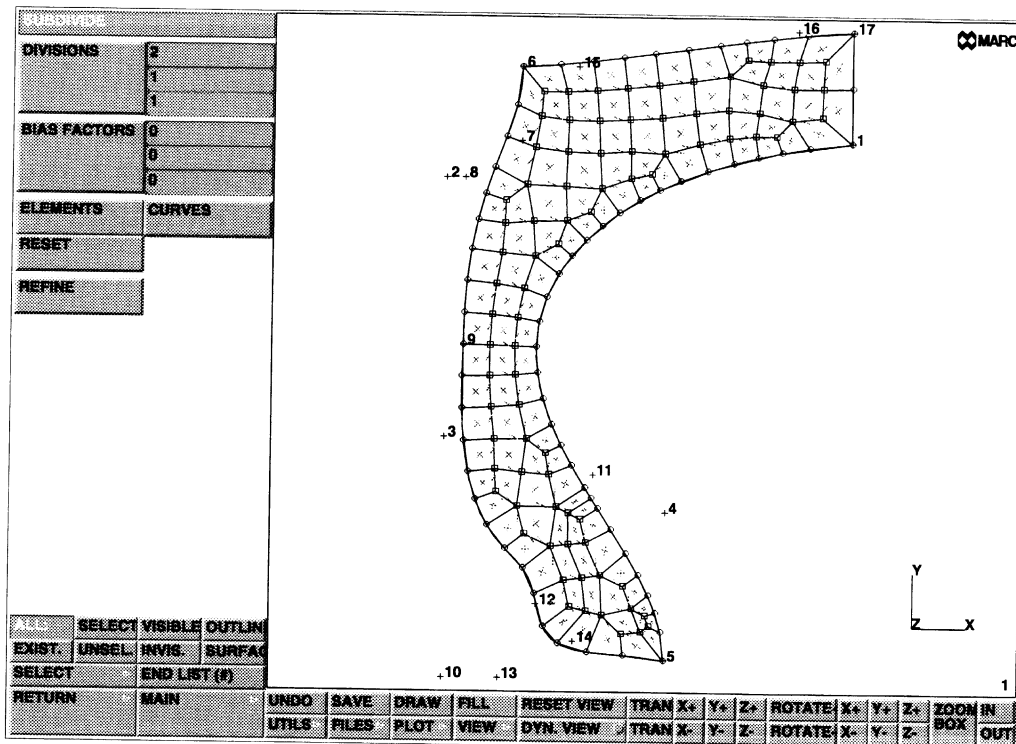 SUBDIVIDE
DIVISIONS 2
1
1
BIAS FACTORS 0
0
0
ELEMENTS CURVES
RESET
REFINE
MARC
16 17
6 15
7 1
2 8
9
3
11
4
12
14
5
10 13
Y
Z X
1
ALL: SELECT VISIBLE OUTLIN
EXIST. UNSEL. INVIS. SURFAC
SELECT END LIST (#)
RETURN MAIN UNDO SAVE DRAW FILL RESET VIEW TRAN X+ Y+ Z+ ROTATE X+ Y+ Z+ ZOOM BOX IN
UTILS FILES PLOT VIEW DYN. VIEW TRAN X- Y- Z- ROTATE X- Y- Z- OUT